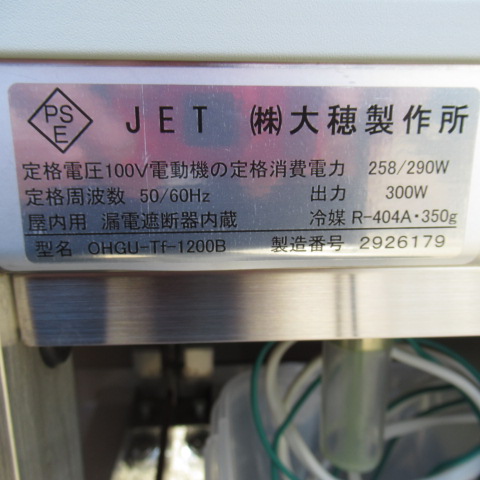 PS
E
JET ㈱大穂製作所
定格電圧100V電動機の定格消費電力 258/290W
定格周波数 50/60Hz 出力 300W
屋内用 漏電遮断器内蔵 冷媒 R-404A・350g
型名 OHGU-Tf-1200B 製造番号 2926179